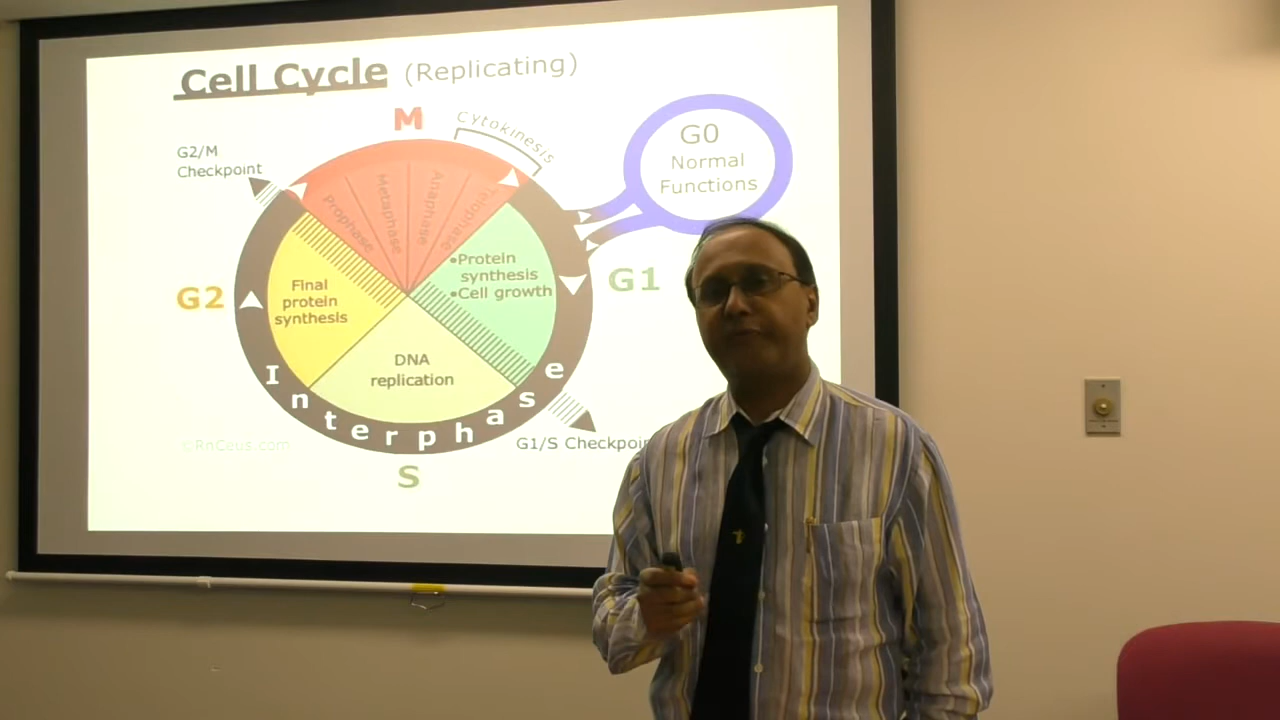 Cell Cycle (Replicating)
M
Cytokinesis
G2/M
Checkpoint
G0
Normal
Functions
Prophase
Metaphase
Anaphase
Telophase
•Protein
synthesis
•Cell growth
G1
G2
Final
protein
synthesis
DNA
replication
Interphase
G1/S Checkpoin
©RnCeus.com
S